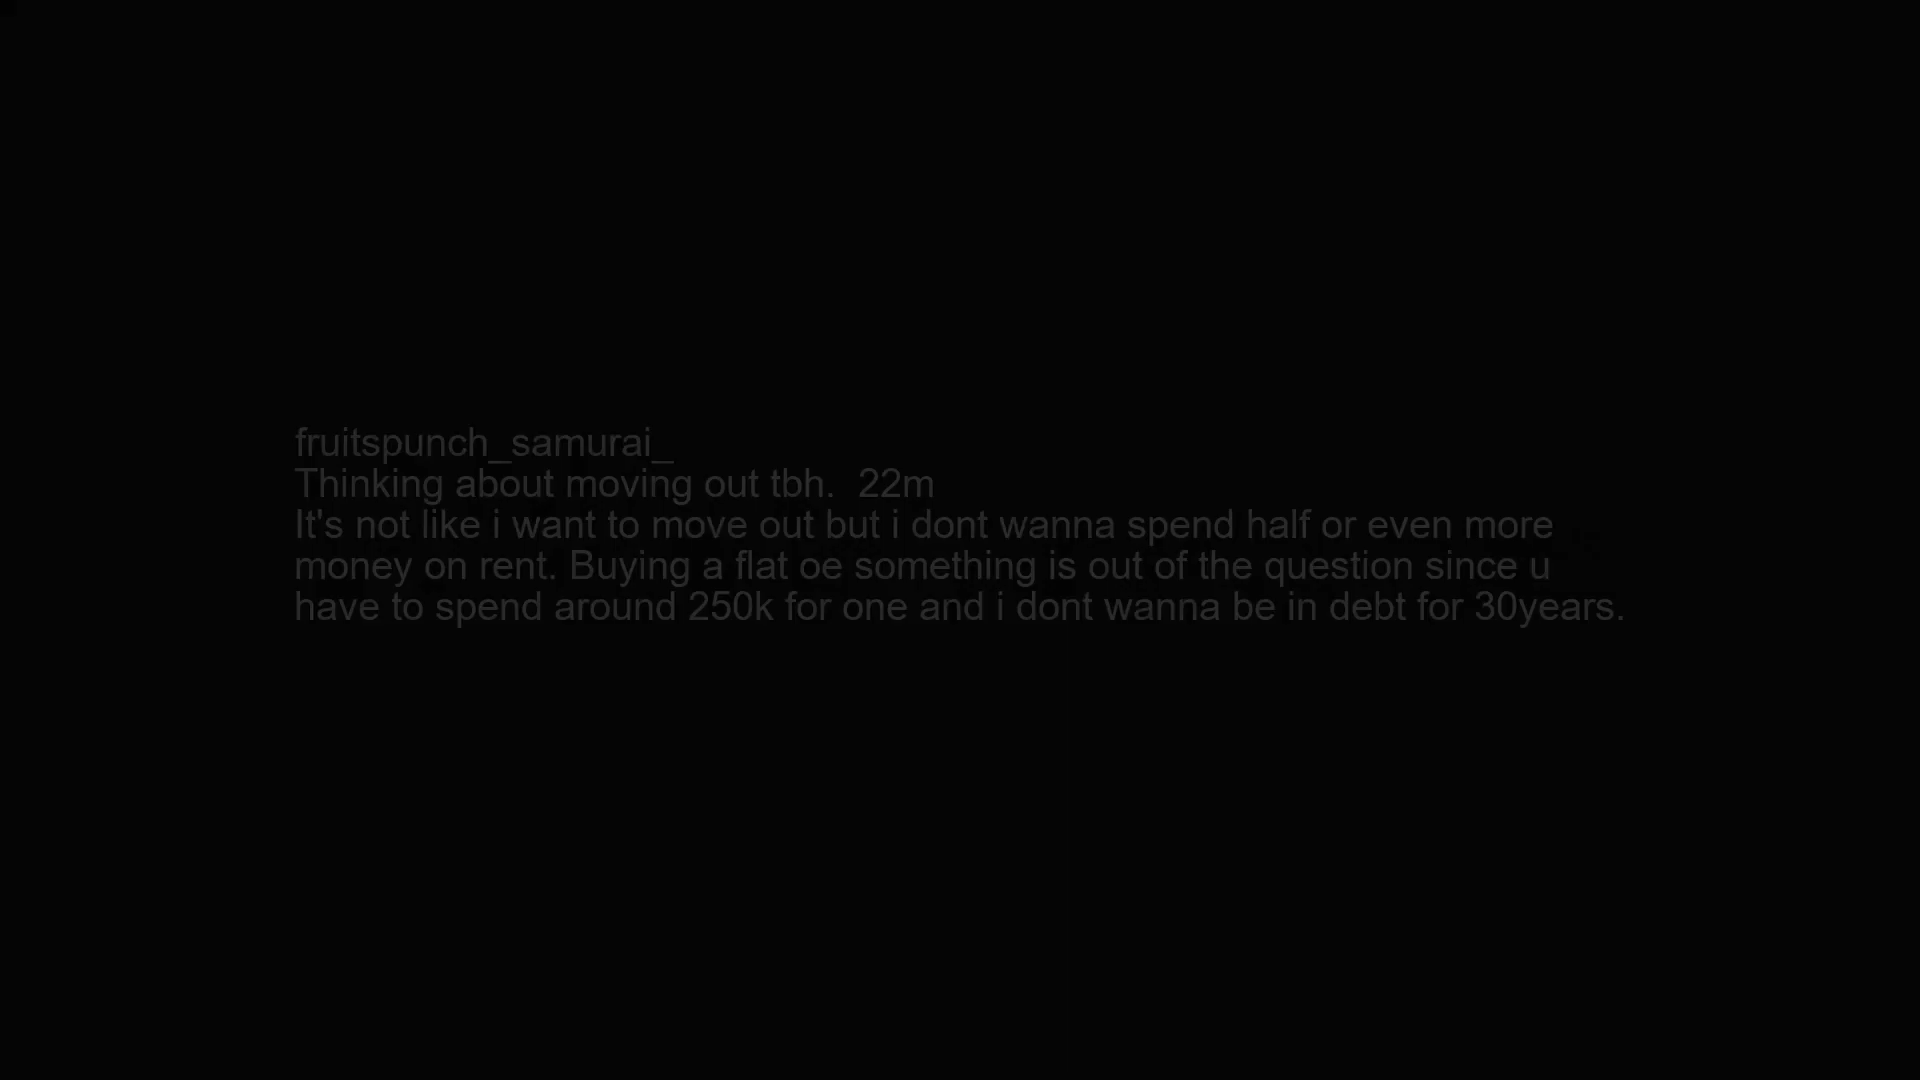 fruitspunch_samurai_
Thinking about moving out tbh.  22m
It's not like i want to move out but i dont wanna spend half or even more
money on rent. Buying a flat oe something is out of the question since u
have to spend around 250k for one and i dont wanna be in debt for 30years.